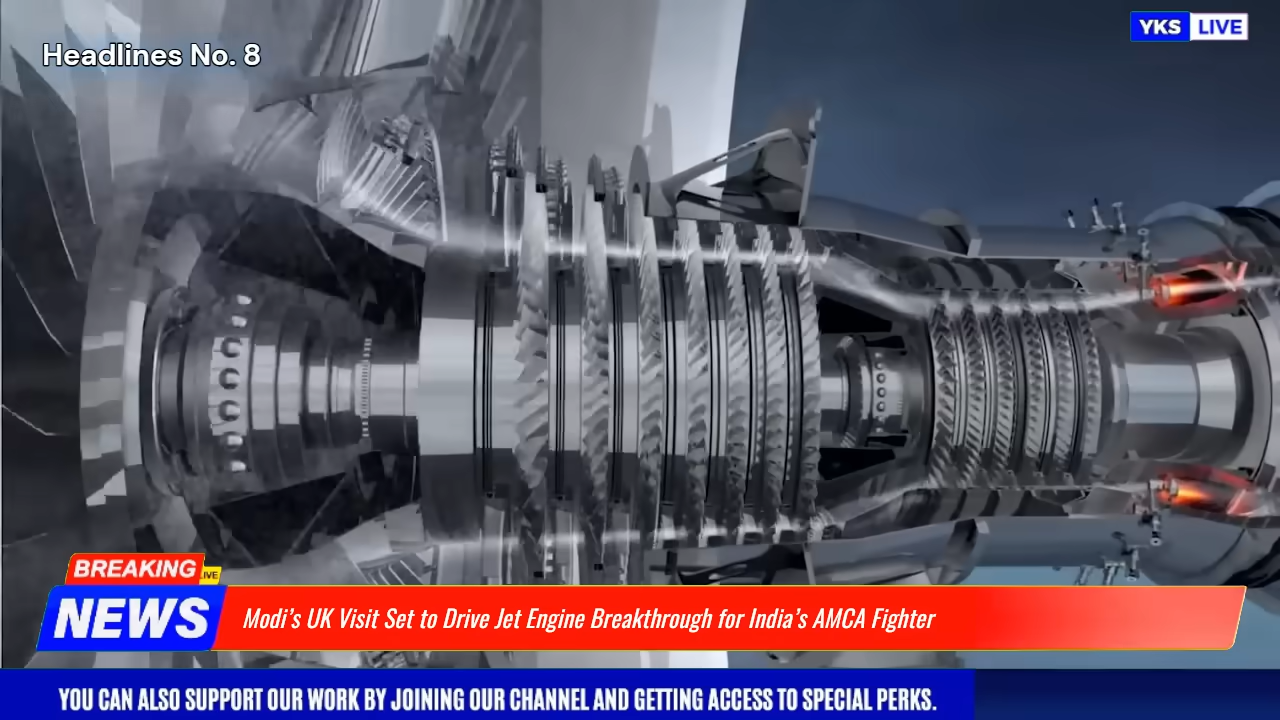 Headlines No. 8
YKS LIVE
BREAKING
LIVE
NEWS
Modi's UK Visit Set to Drive Jet Engine Breakthrough for India's AMCA Fighter
YOU CAN ALSO SUPPORT OUR WORK BY JOINING OUR CHANNEL AND GETTING ACCESS TO SPECIAL PERKS.